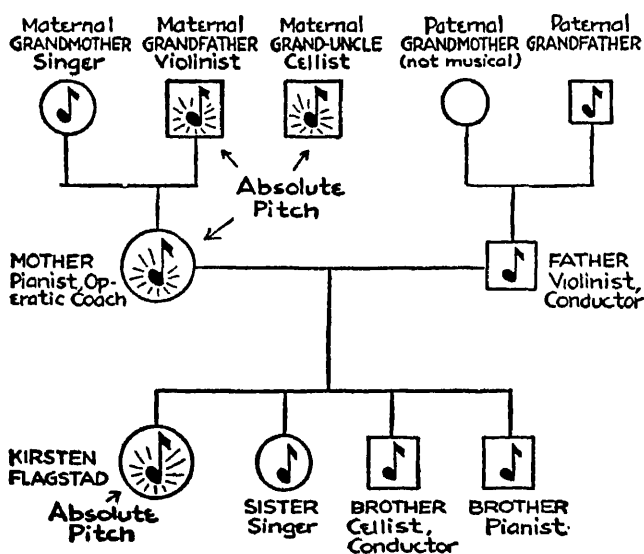 Maternal
GRANDMOTHER
Singer
Maternal
GRANDFATHER
Violinist
Maternal
GRAND-UNCLE
Cellist
Paternal
GRANDMOTHER
(not musical)
Paternal
GRANDFATHER
Absolute
Pitch
MOTHER
Pianist, Op-
eratic Coach
FATHER
Violinist,
Conductor
KIRSTEN
FLAGSTAD
Absolute
Pitch
SISTER
Singer
BROTHER
Cellist,
Conductor
BROTHER
Pianist.